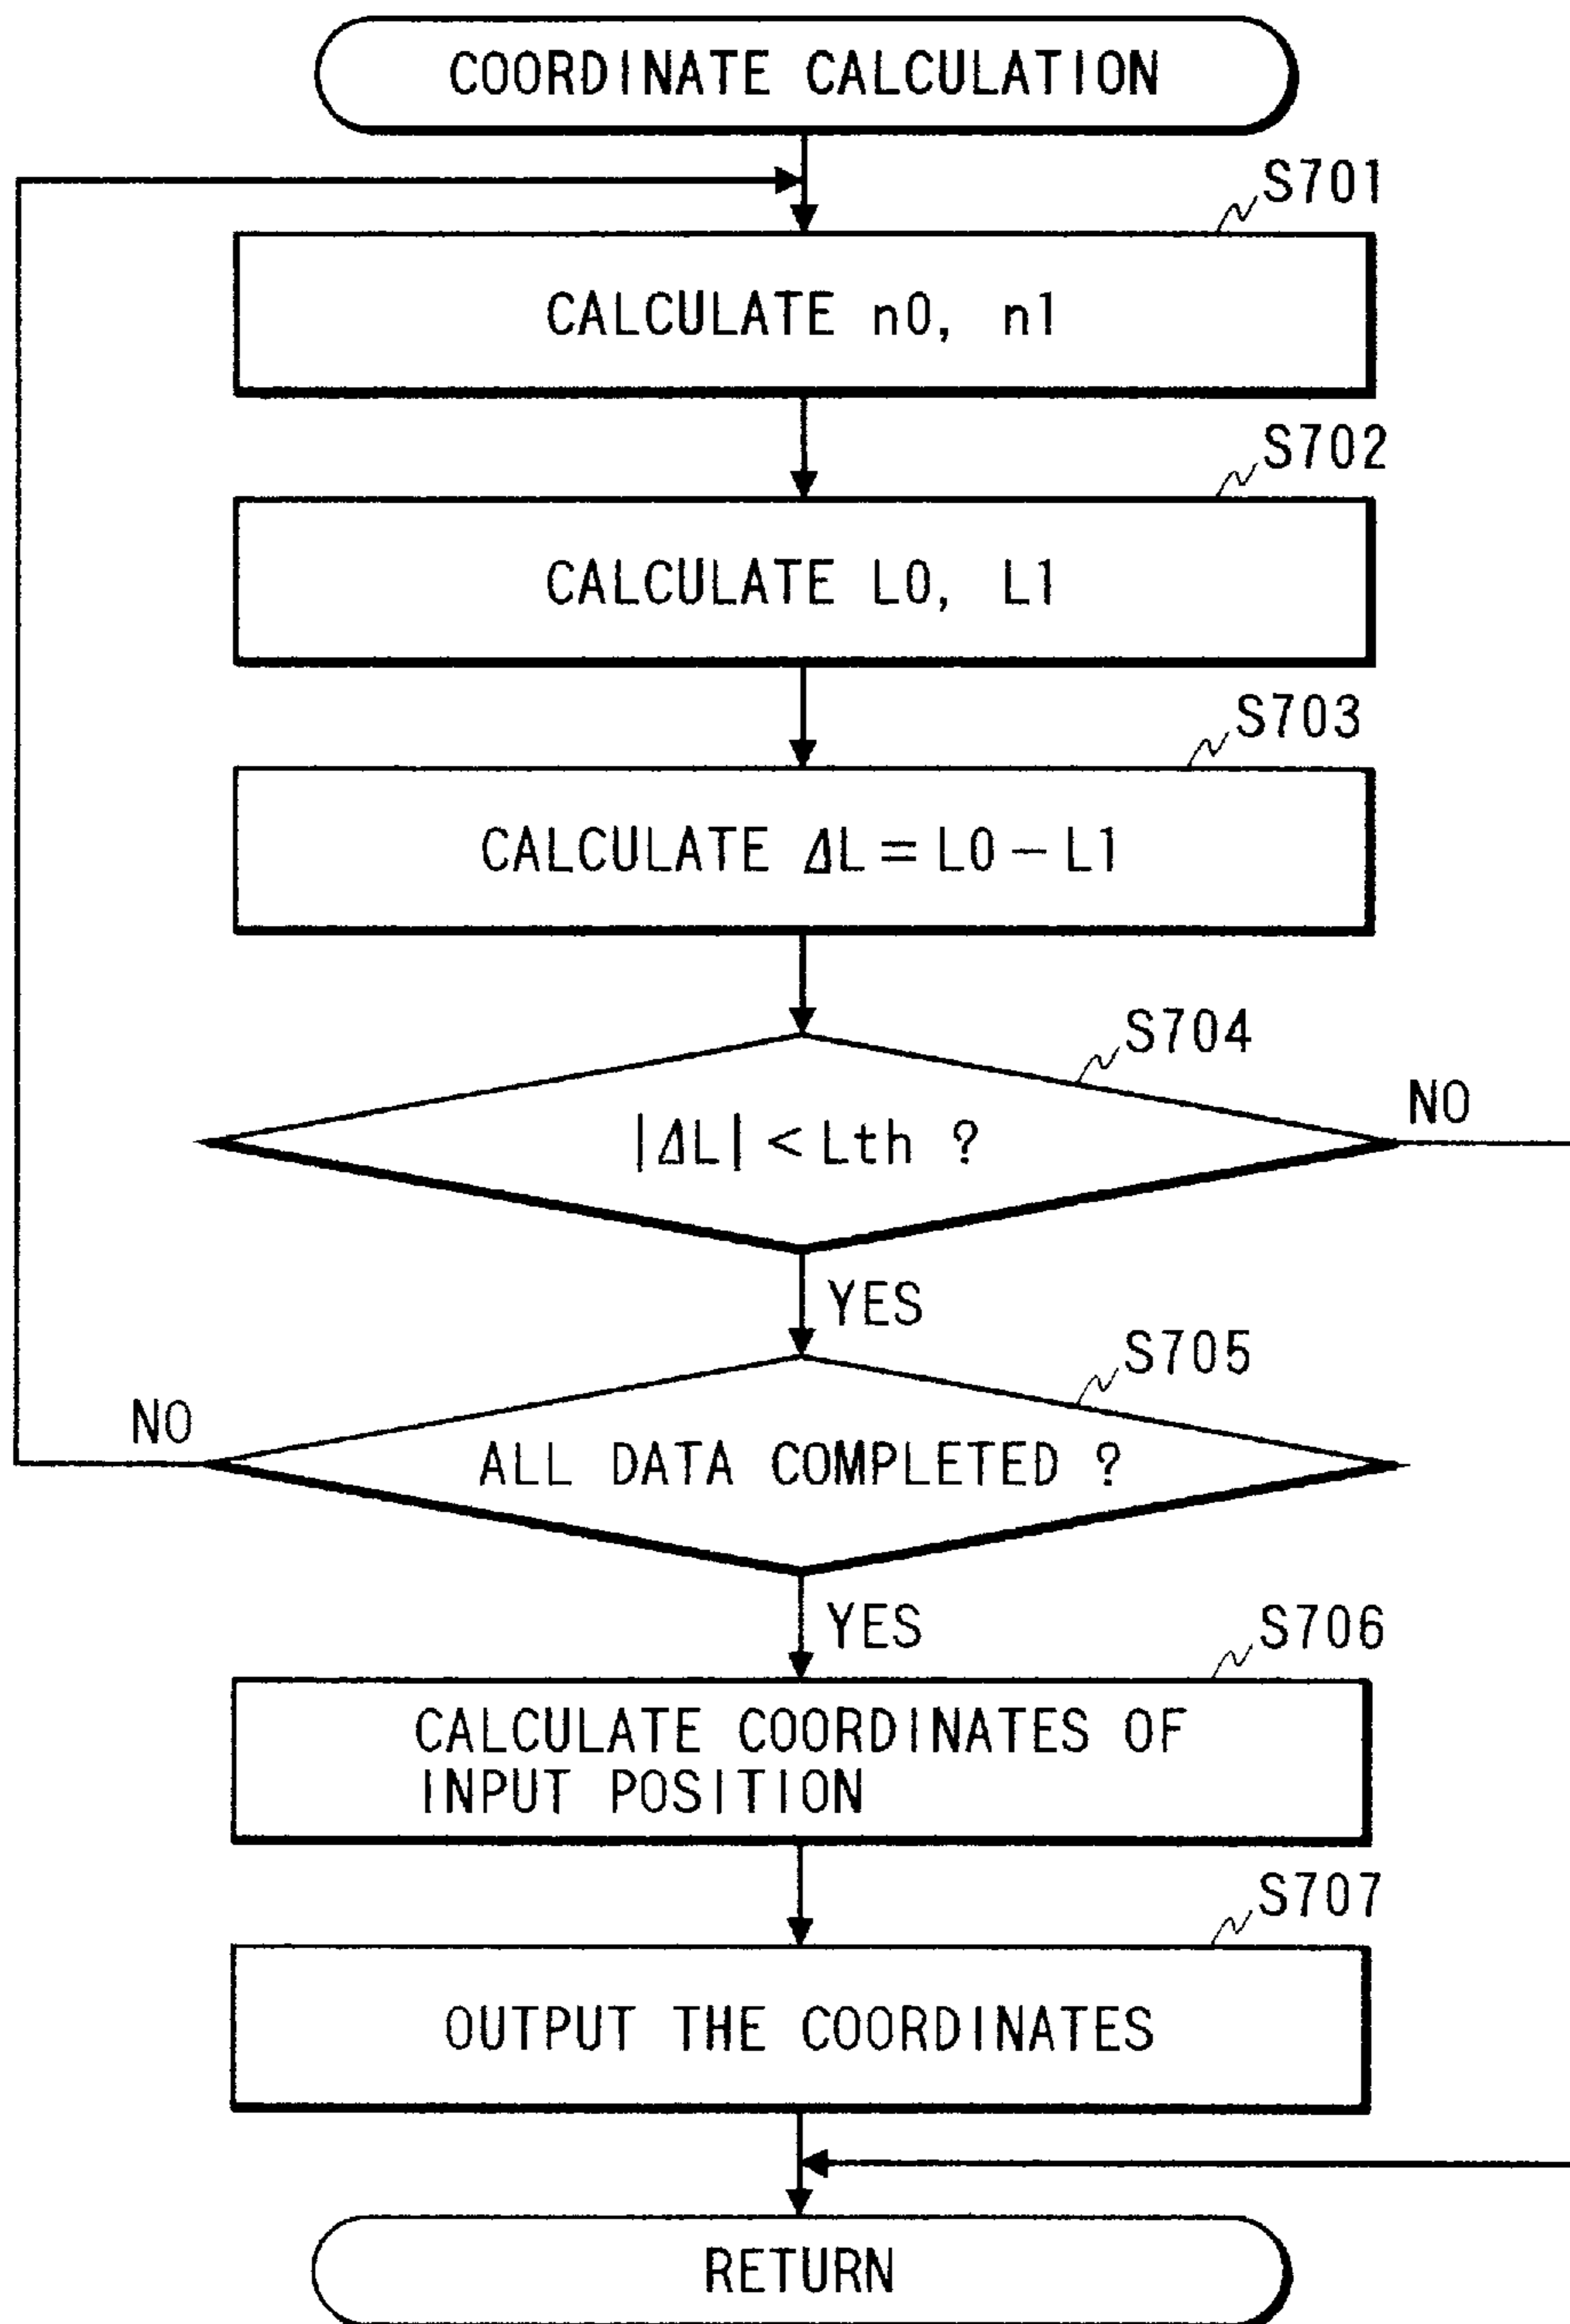 COORDINATE CALCULATION
S701
CALCULATE n0, n1
S702
CALCULATE L0, L1
S703
CALCULATE ΔL = L0 - L1
S704
|ΔL| < Lth ?
NO
YES
S705
ALL DATA COMPLETED ?
NO
YES
S706
CALCULATE COORDINATES OF
INPUT POSITION
S707
OUTPUT THE COORDINATES
RETURN